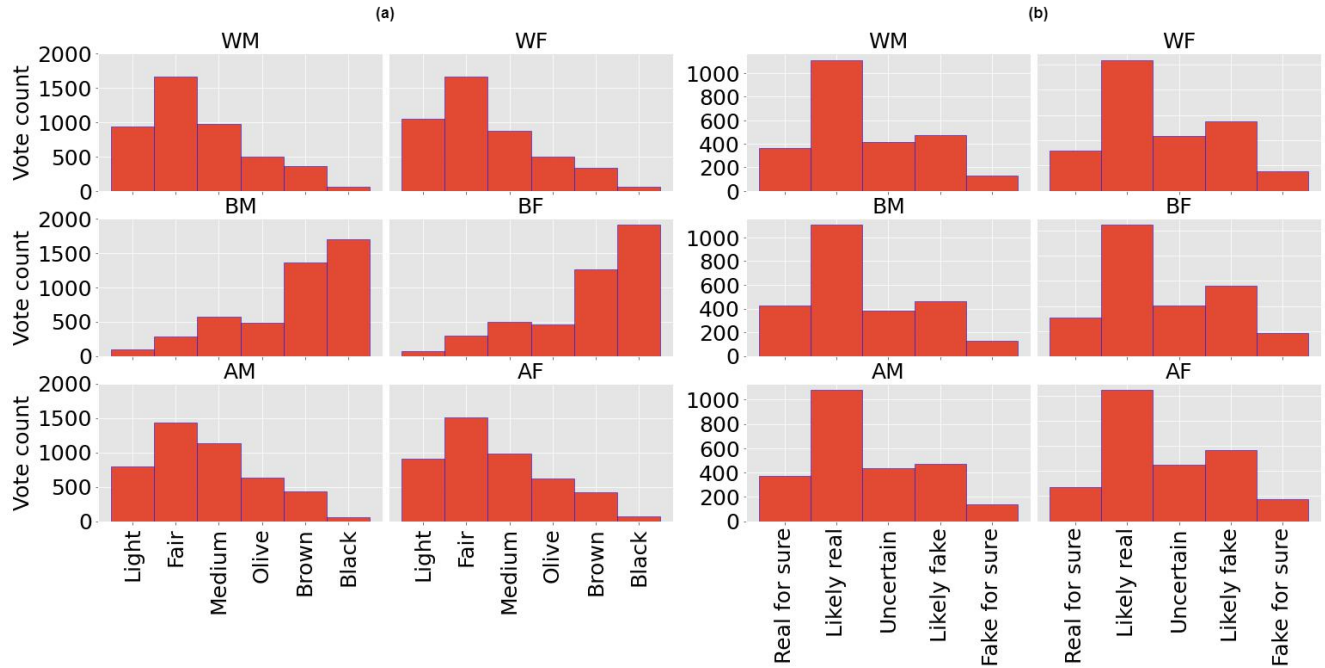 (a)
WM
WF
Vote count
2000
1500
1000
500
0
BM
BF
Vote count
2000
1500
1000
500
0
AM
AF
Vote count
2000
1500
1000
500
0
Light
Fair
Medium
Olive
Brown
Black
Light
Fair
Medium
Olive
Brown
Black
(b)
WM
WF
1000
800
600
400
200
0
BM
BF
1000
800
600
400
200
0
AM
AF
1000
800
600
400
200
0
Real for sure
Likely real
Uncertain
Likely fake
Fake for sure
Real for sure
Likely real
Uncertain
Likely fake
Fake for sure